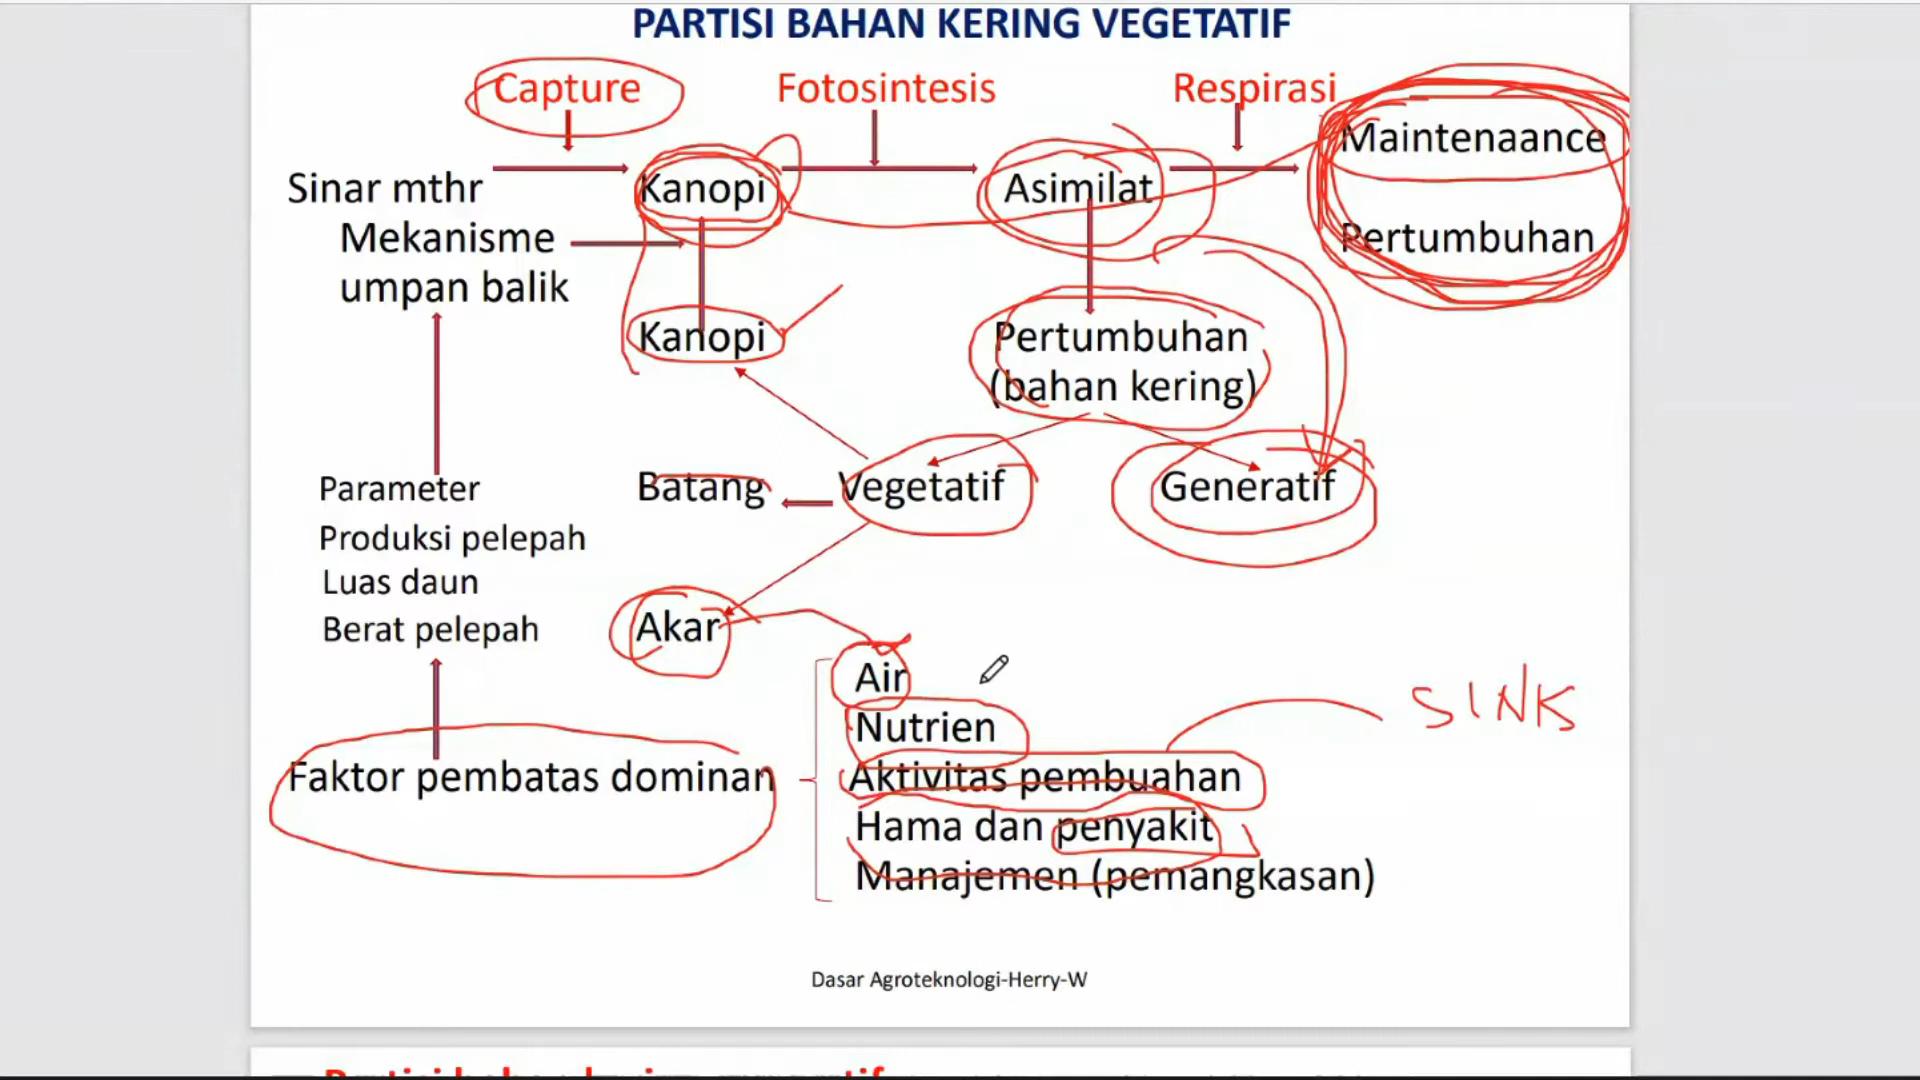 PARTISI BAHAN KERING VEGETATIF
Capture
Fotosintesis
Respirasi
Maintenaance
Sinar mthr
Kanopi
Asimilat
Mekanisme
umpan balik
Pertumbuhan
Kanopi
Pertumbuhan
(bahan kering)
Parameter
Batang
Vegetatif
Generatif
Produksi pelepah
Luas daun
Berat pelepah
Akar
Air
Nutrien
SINK
Faktor pembatas dominan
Aktivitas pembuahan
Hama dan penyakit
Manajemen (pemangkasan)
Dasar Agroteknologi-Herry-W